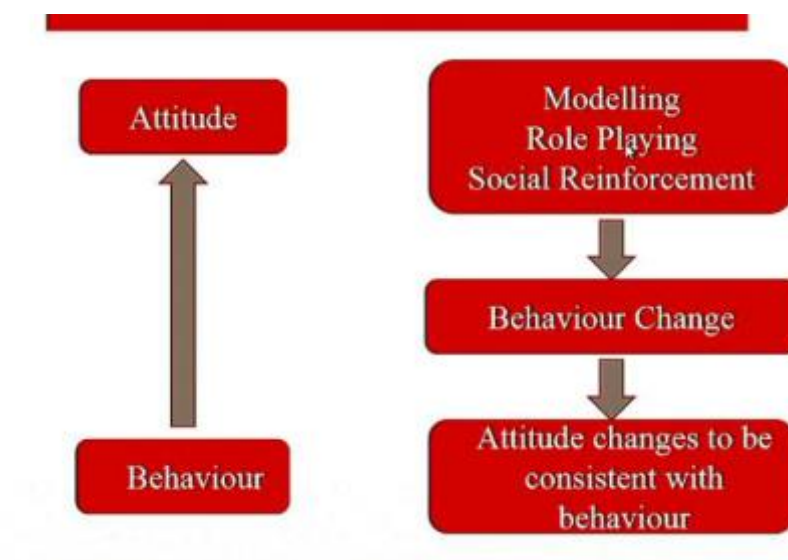 Attitude
Behaviour
Modelling
Role Playing
Social Reinforcement
Behaviour Change
Attitude changes to be
consistent with
behaviour